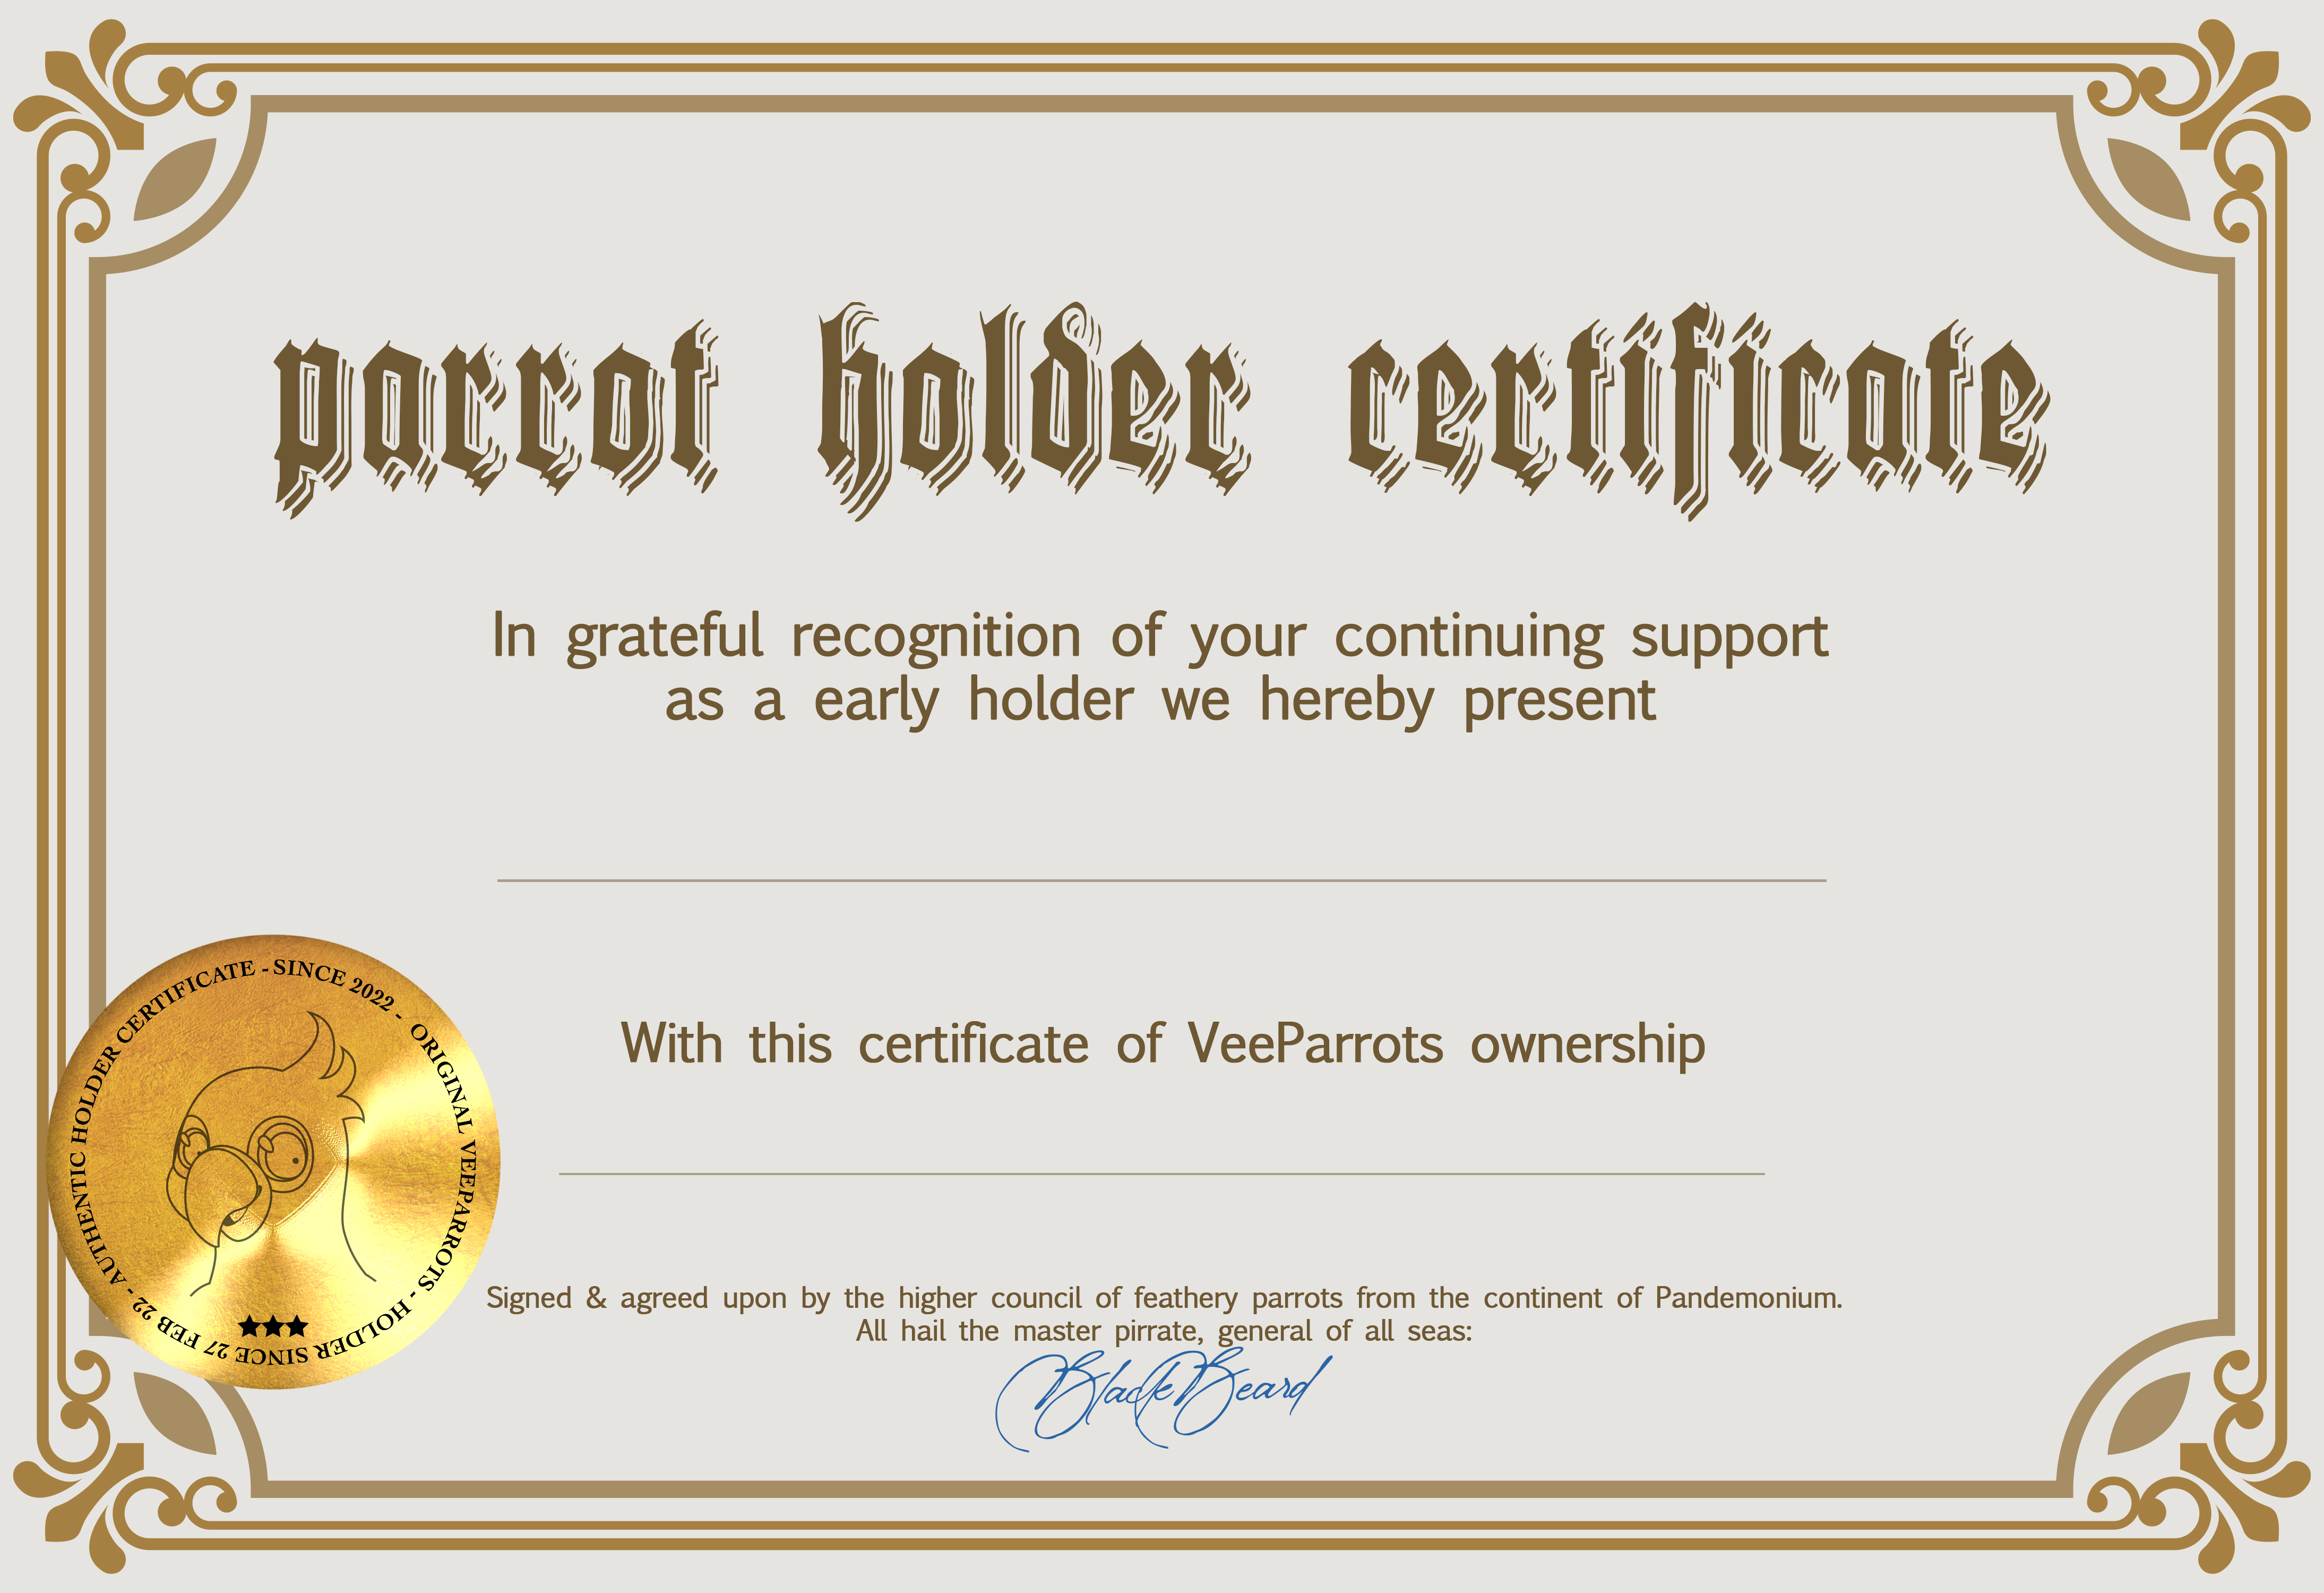 parrot holder certificate
In grateful recognition of your continuing support
as a early holder we hereby present
With this certificate of VeeParrots ownership
AUTHENTIC HOLDER CERTIFICATE - SINCE 2022 - ORIGINAL VEEPARROTS - HOLDER SINCE 27 FEB 22 -
Signed & agreed upon by the higher council of feathery parrots from the continent of Pandemonium.
All hail the master pirrate, general of all seas:
BlackBeard